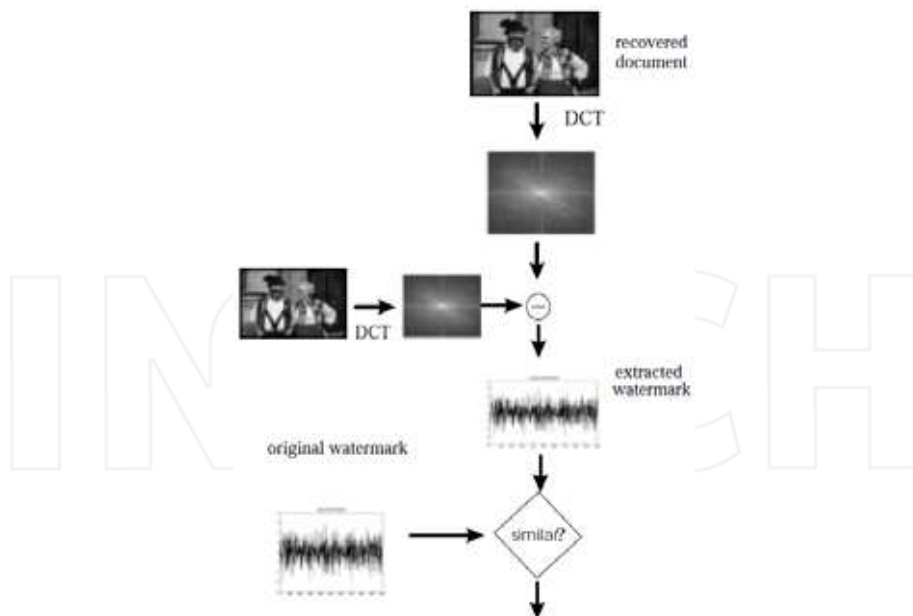 recovered
document
DCT
DCT
extracted
watermark
original watermark
similar?